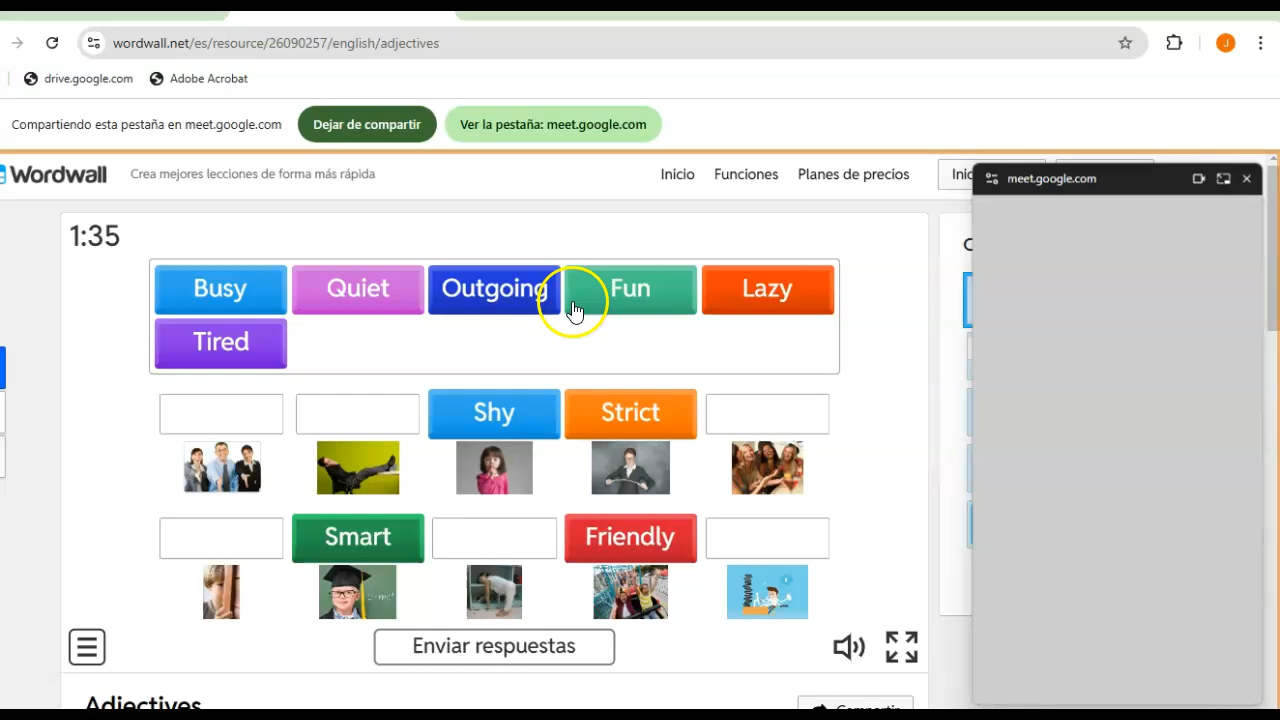 wordwall.net/es/resource/26090257/english/adjectives
J
drive.google.com
Adobe Acrobat
Compartiendo esta pestaña en meet.google.com
Dejar de compartir
Ver la pestaña: meet.google.com
Wordwall
Crea mejores lecciones de forma más rápida
Inicio
Funciones
Planes de precios
meet.google.com
1:35
Busy
Quiet
Outgoing
Fun
Lazy
Tired
Shy
Strict
Smart
Friendly
Enviar respuestas
Adjectives
Compartir